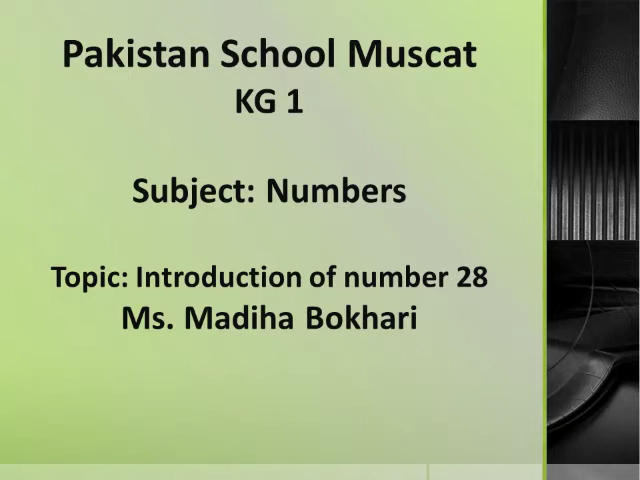 Pakistan School Muscat
KG 1
Subject: Numbers
Topic: Introduction of number 28
Ms. Madiha Bokhari